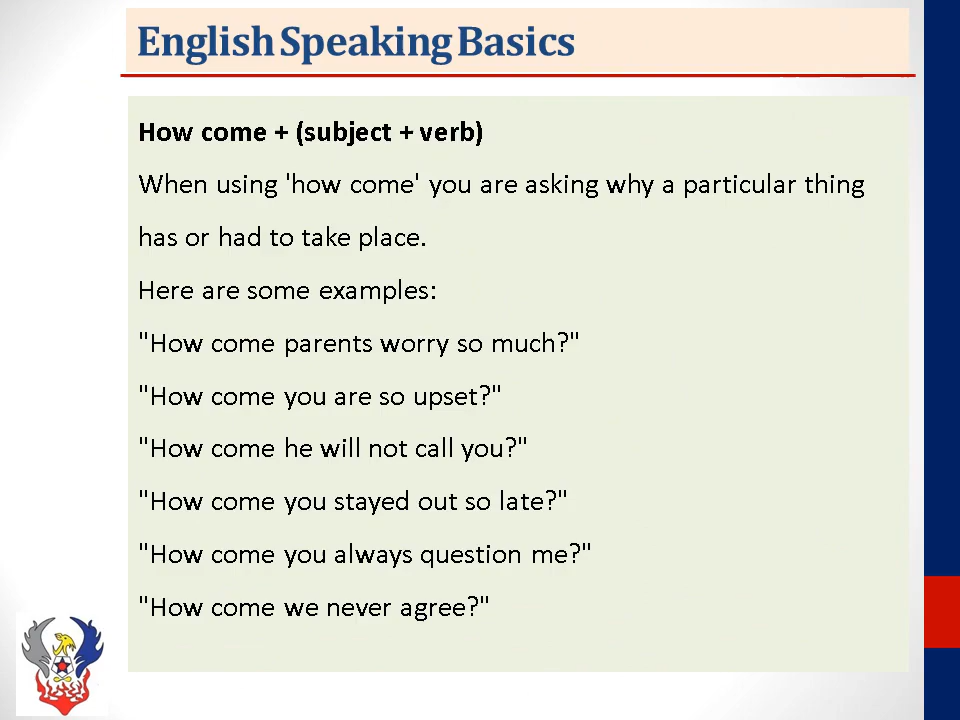 English Speaking Basics
How come + (subject + verb)
When using 'how come' you are asking why a particular thing
has or had to take place.
Here are some examples:
"How come parents worry so much?"
"How come you are so upset?"
"How come he will not call you?"
"How come you stayed out so late?"
"How come you always question me?"
"How come we never agree?"